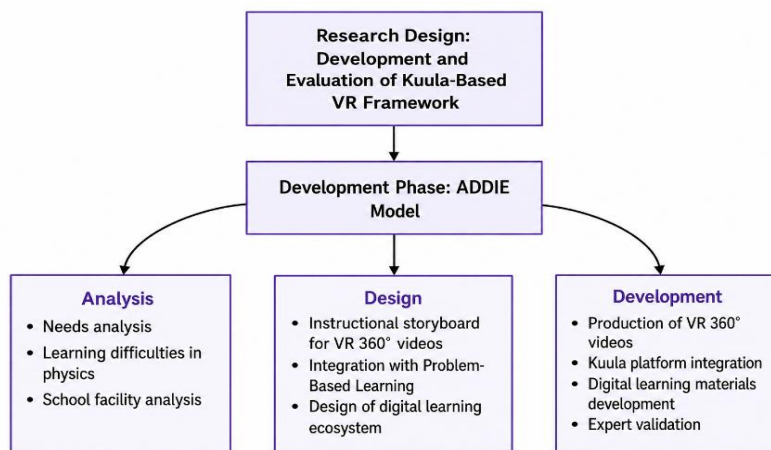 Research Design:
Development and
Evaluation of Kuula-Based
VR Framework
Development Phase: ADDIE
Model
Analysis
• Needs analysis
• Learning difficulties in
physics
• School facility analysis
Design
• Instructional storyboard
for VR 360° videos
• Integration with Problem-
Based Learning
• Design of digital learning
ecosystem
Development
• Production of VR 360°
videos
• Kuula platform integration
• Digital learning materials
development
• Expert validation